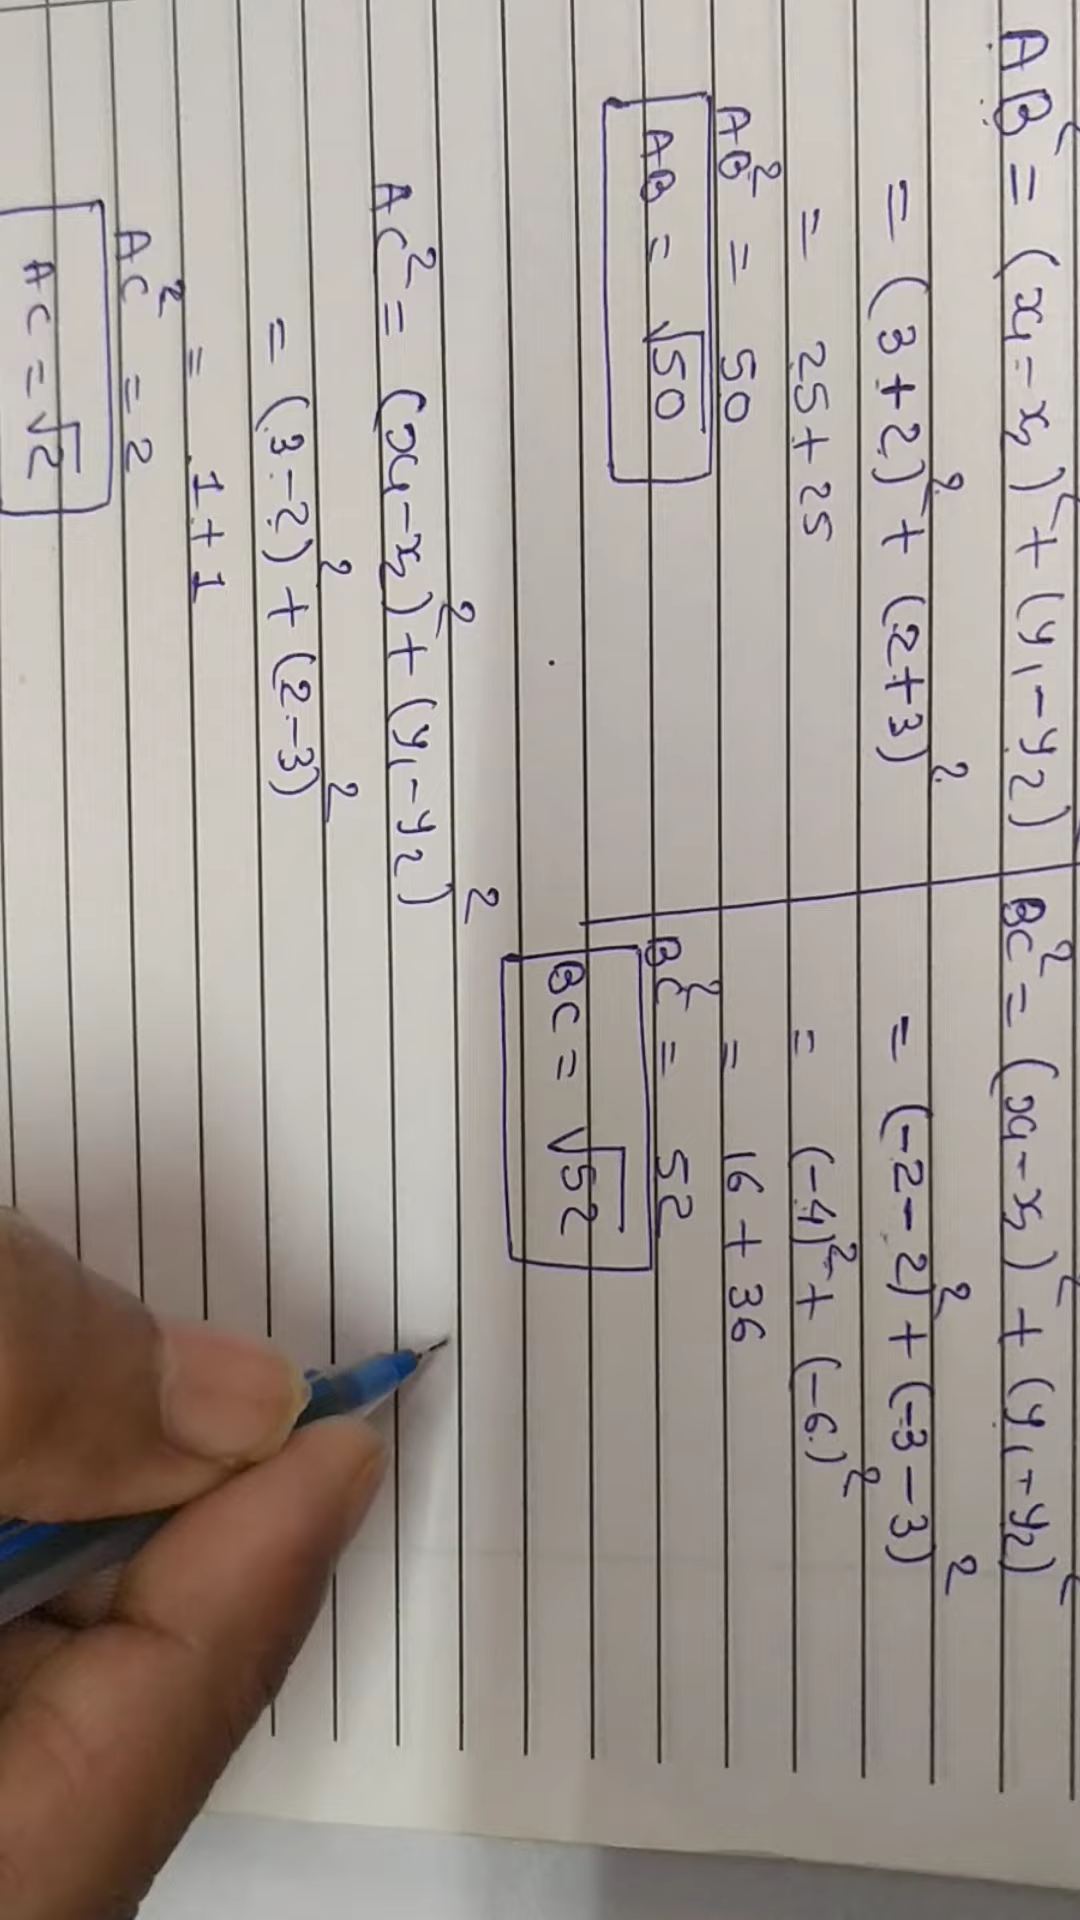 AB² = (x₁-x₂)² + (y₁-y₂)²
= (3+2)² + (2+3)²
= 25+25
AB² = 50
AB = √50
BC² = (x₁-x₂)² + (y₁-y₂)²
= (-2-2)² + (-3-3)²
= (-4)² + (-6)²
= 16 + 36
BC² = 52
BC = √52
AC² = (x₁-x₂)² + (y₁-y₂)²
= (3-2)² + (2-3)²
= 1+1
AC² = 2
AC = √2